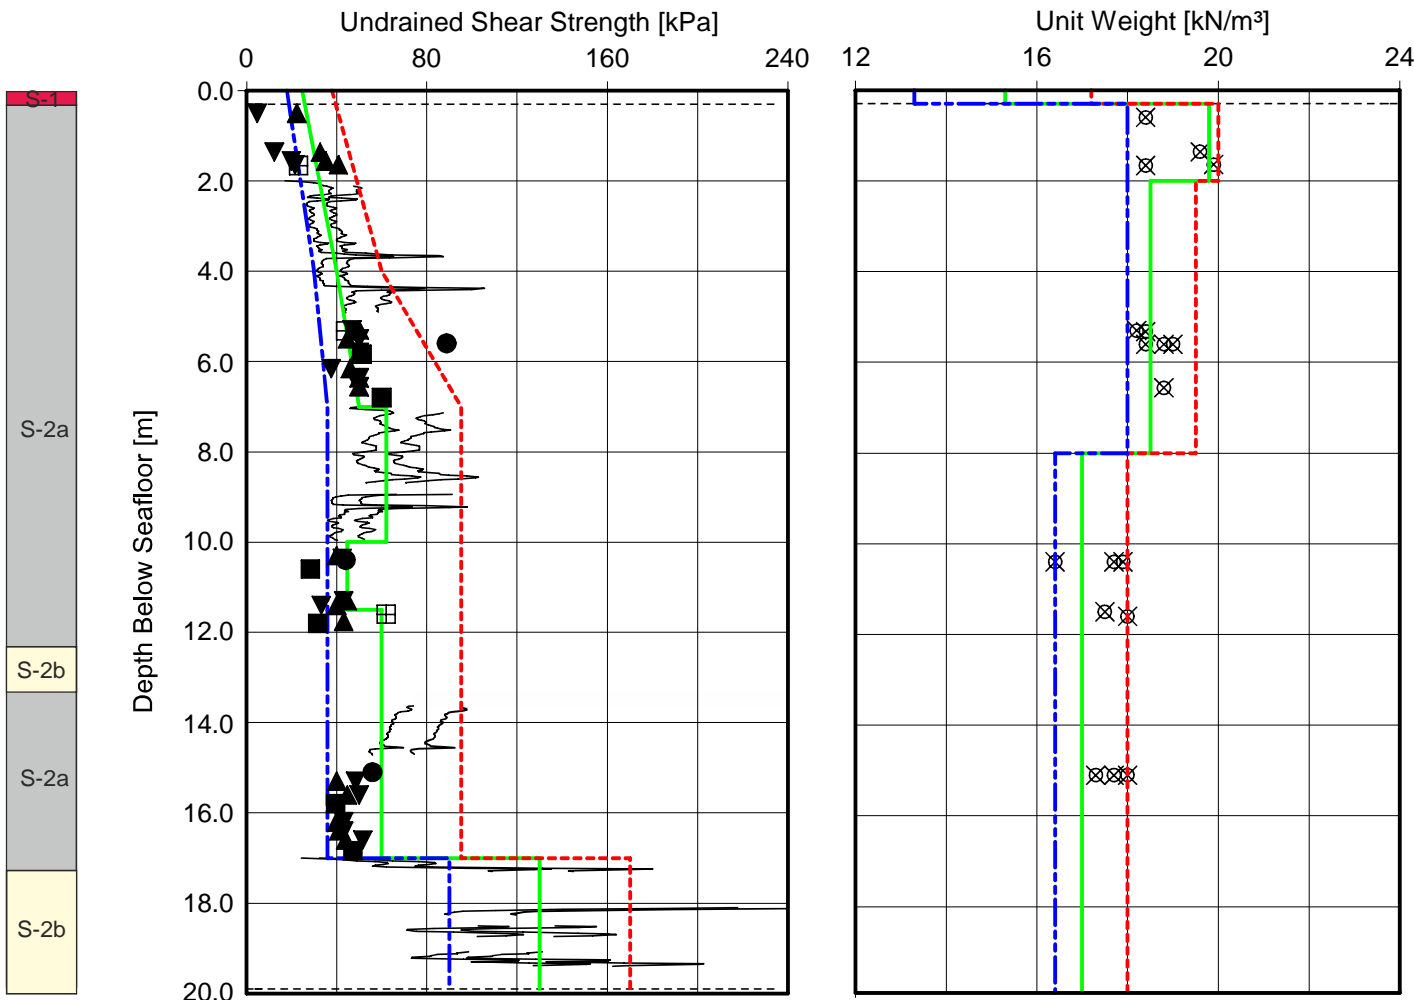 Undrained Shear Strength [kPa]
Unit Weight [kN/m³]
0 80 160 240
12 16 20 24
0.0
2.0
4.0
6.0
8.0
10.0
12.0
14.0
16.0
18.0
20.0
Depth Below Seafloor [m]
S-1
S-2a
S-2b
S-2a
S-2b